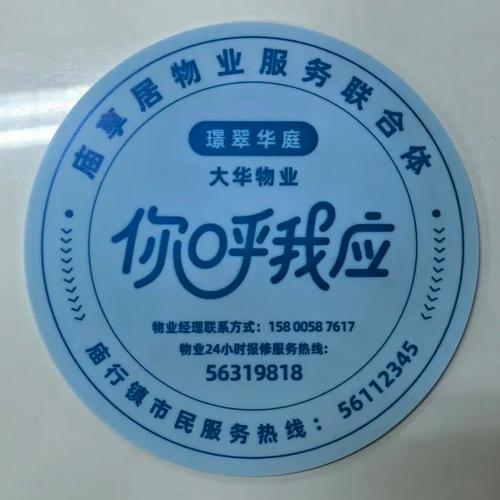 庙享居物业服务联合体
璟翠华庭
大华物业
你呼我应
物业经理联系方式：158 0058 7617
物业24小时报修服务热线：
56319818
庙行镇市民服务热线：56112345